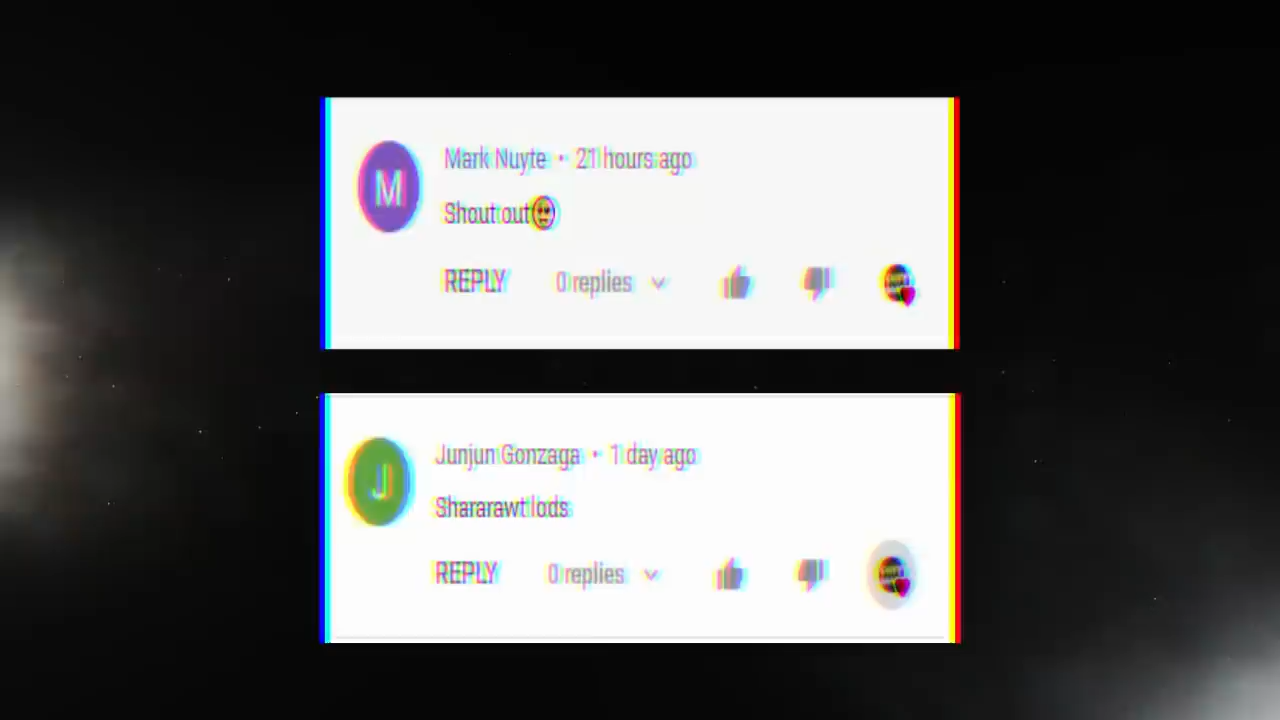 M
Mark Nuyte • 21 hours ago
Shout out😍
REPLY 0 replies
J
Junjun Gonzaga • 1 day ago
Shararawt lods
REPLY 0 replies